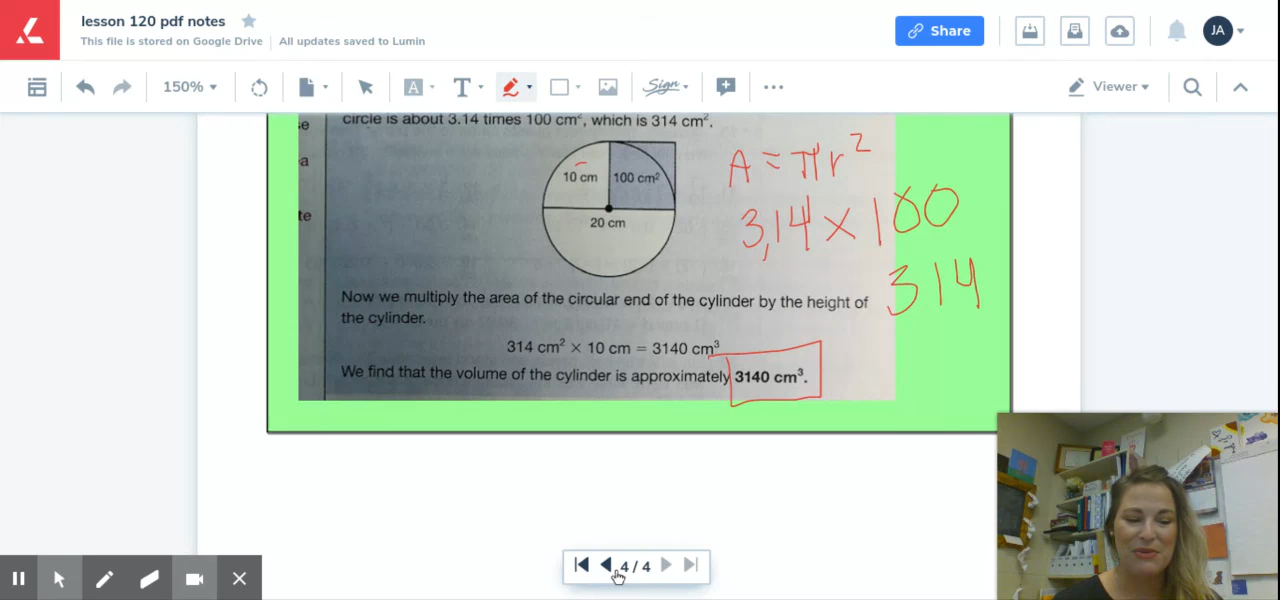 lesson 120 pdf notes
This file is stored on Google Drive | All updates saved to Lumin
Share
JA
150%
A
T
Sign
Viewer
se
a
te
circle is about 3.14 times 100 cm², which is 314 cm².
10 cm
100 cm²
20 cm
A = πr²
3,14 × 100
314
Now we multiply the area of the circular end of the cylinder by the height of
the cylinder.
314 cm² × 10 cm = 3140 cm³
We find that the volume of the cylinder is approximately 3140 cm³.
4 / 4